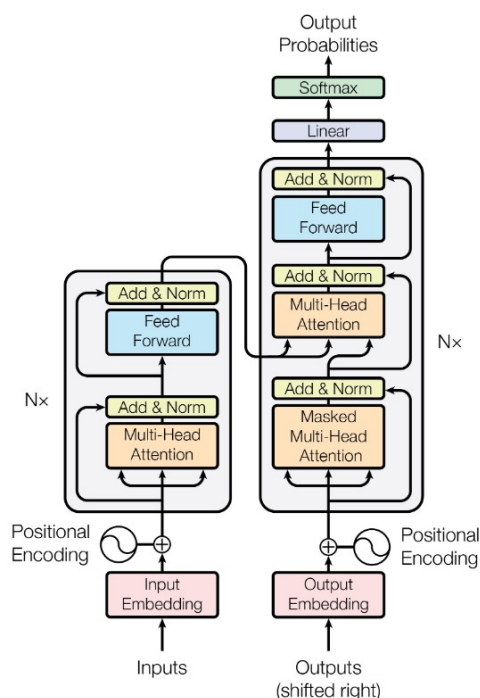 Output
Probabilities
Softmax
Linear
Add & Norm
Feed
Forward
Add & Norm
Multi-Head
Attention
Add & Norm
Masked
Multi-Head
Attention
Nx
Add & Norm
Feed
Forward
Add & Norm
Multi-Head
Attention
N×
Positional
Encoding
Positional
Encoding
Input
Embedding
Output
Embedding
Inputs
Outputs
(shifted right)